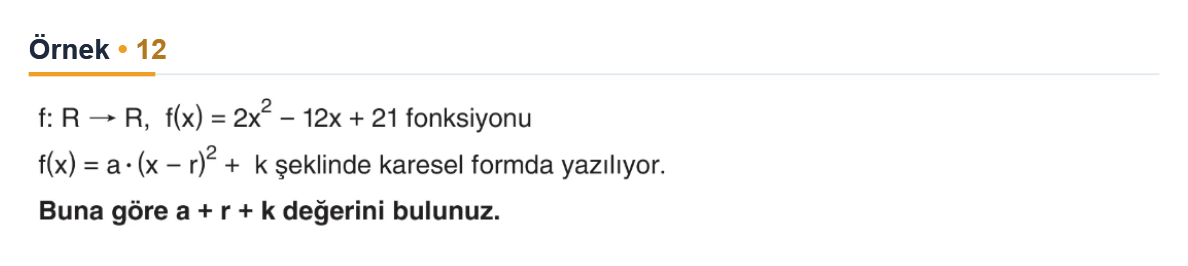 Örnek • 12
f: R → R, f(x) = 2x² – 12x + 21 fonksiyonu
f(x) = a · (x – r)² + k şeklinde karesel formda yazılıyor.
Buna göre a + r + k değerini bulunuz.